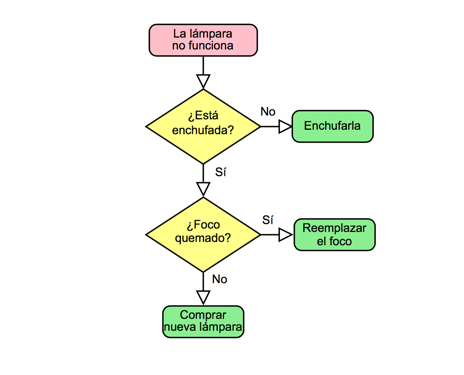 La lámpara
no funciona
¿Está
enchufada?
No
Enchufarla
Sí
¿Foco
quemado?
Sí
Reemplazar
el foco
No
Comprar
nueva lámpara